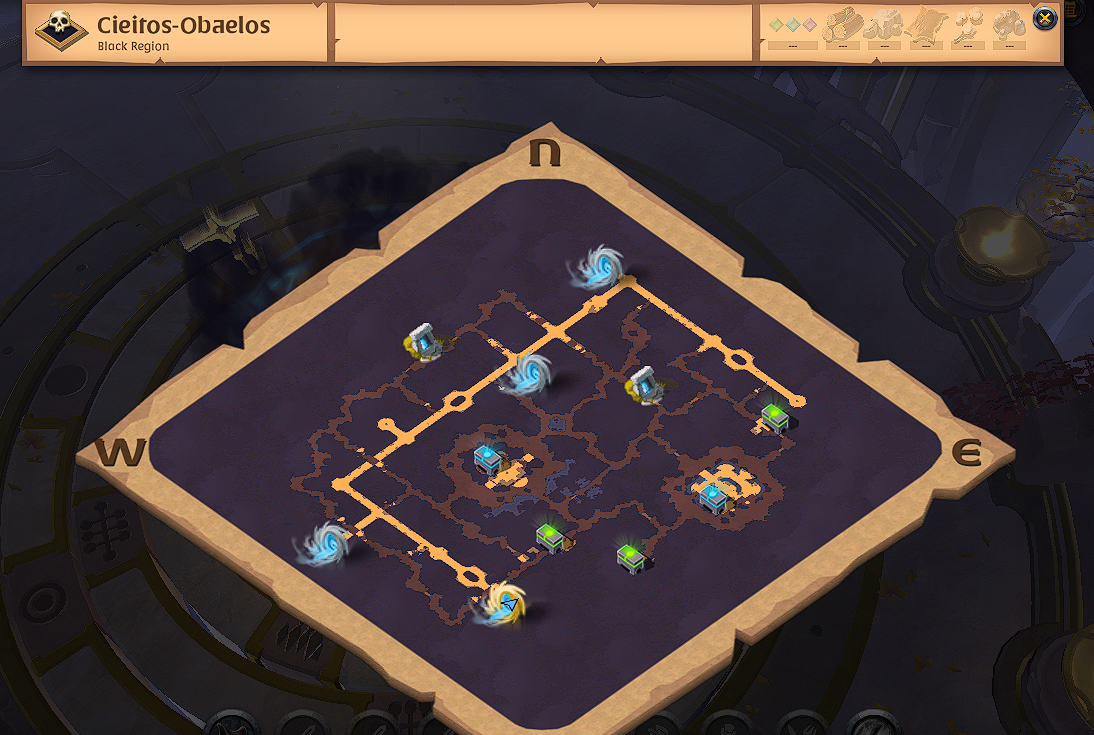 Cieitos-Obaelos
Black Region
--- --- --- --- --- ---
N
W
E